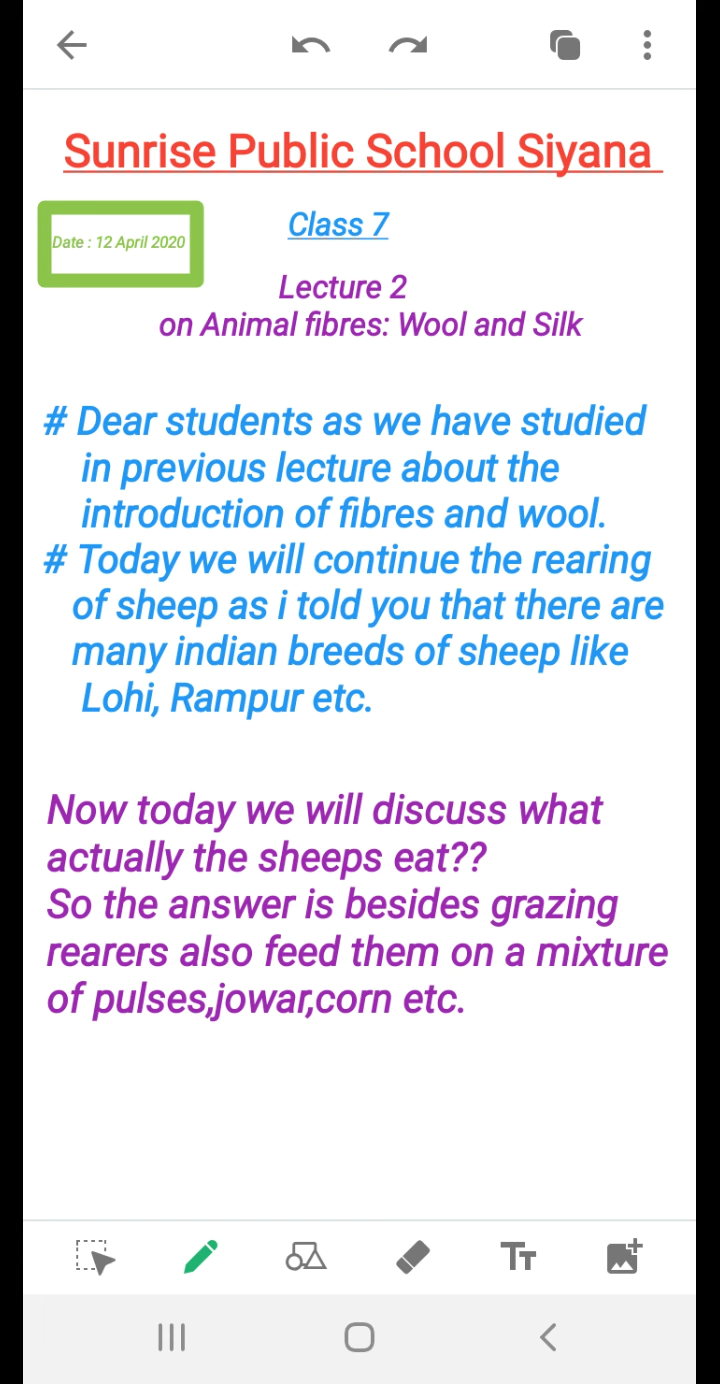 Sunrise Public School Siyana
Date : 12 April 2020
Class 7
Lecture 2
on Animal fibres: Wool and Silk
# Dear students as we have studied
in previous lecture about the
introduction of fibres and wool.
# Today we will continue the rearing
of sheep as i told you that there are
many indian breeds of sheep like
Lohi, Rampur etc.
Now today we will discuss what
actually the sheeps eat??
So the answer is besides grazing
rearers also feed them on a mixture
of pulses,jowar,corn etc.
TT